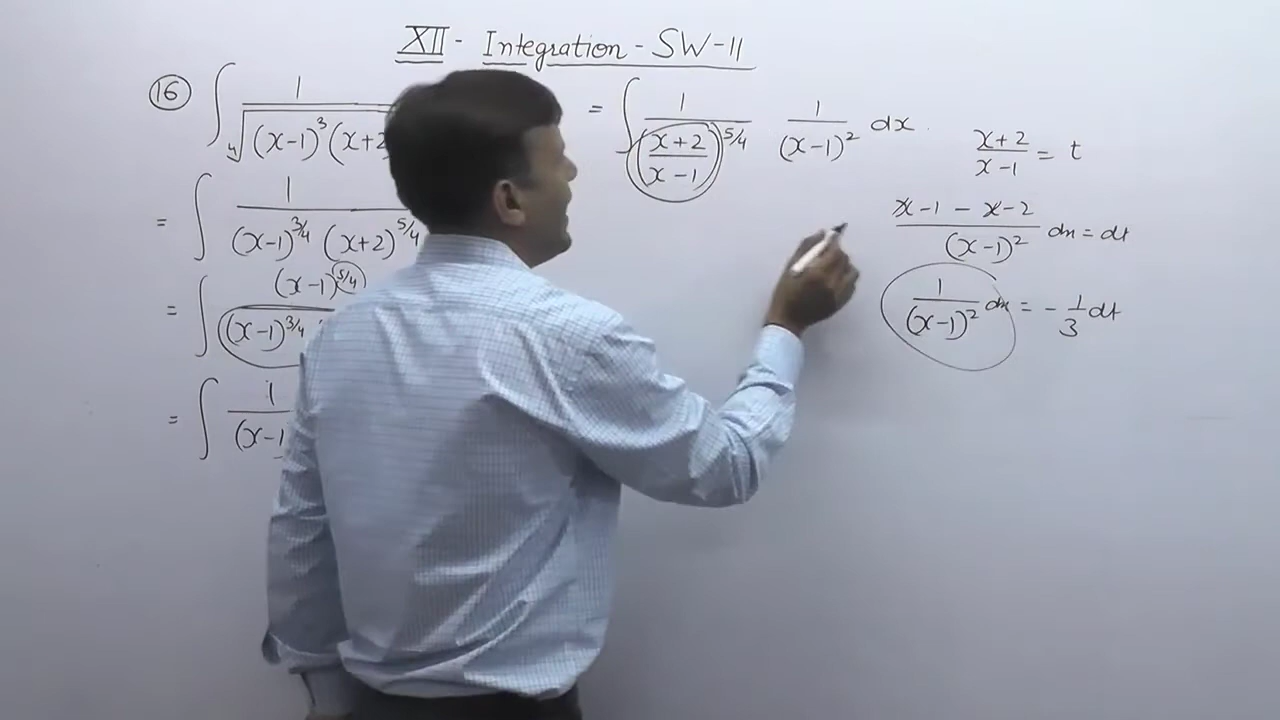 XII - Integration - SW-11
16 ∫ 1 / ⁴√(x-1)³(x+2
= ∫ 1 / (x-1)^3/4 (x+2)^5/4
= ∫ (x-1)^5/4 / (x-1)^3/4
= ∫ 1 / (x-1
= ∫ 1 / ((x+2)/(x-1))^5/4 1/(x-1)² dx
(x+2)/(x-1) = t
(x-1-x-2)/(x-1)² dx = dt
1/(x-1)² dx = -1/3 dt